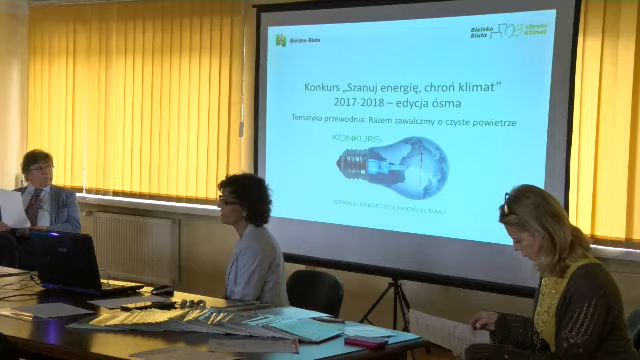 Bielsko-Biała
Bielsko
Biała
chroni
klimat
Konkurs „Szanuj energię, chroń klimat”
2017-2018 – edycja ósma
Tematyka przewodnia: Razem zawalczmy o czyste powietrze
KONKURS
SZANUJ ENERGIĘ, CHROŃ KLIMAT